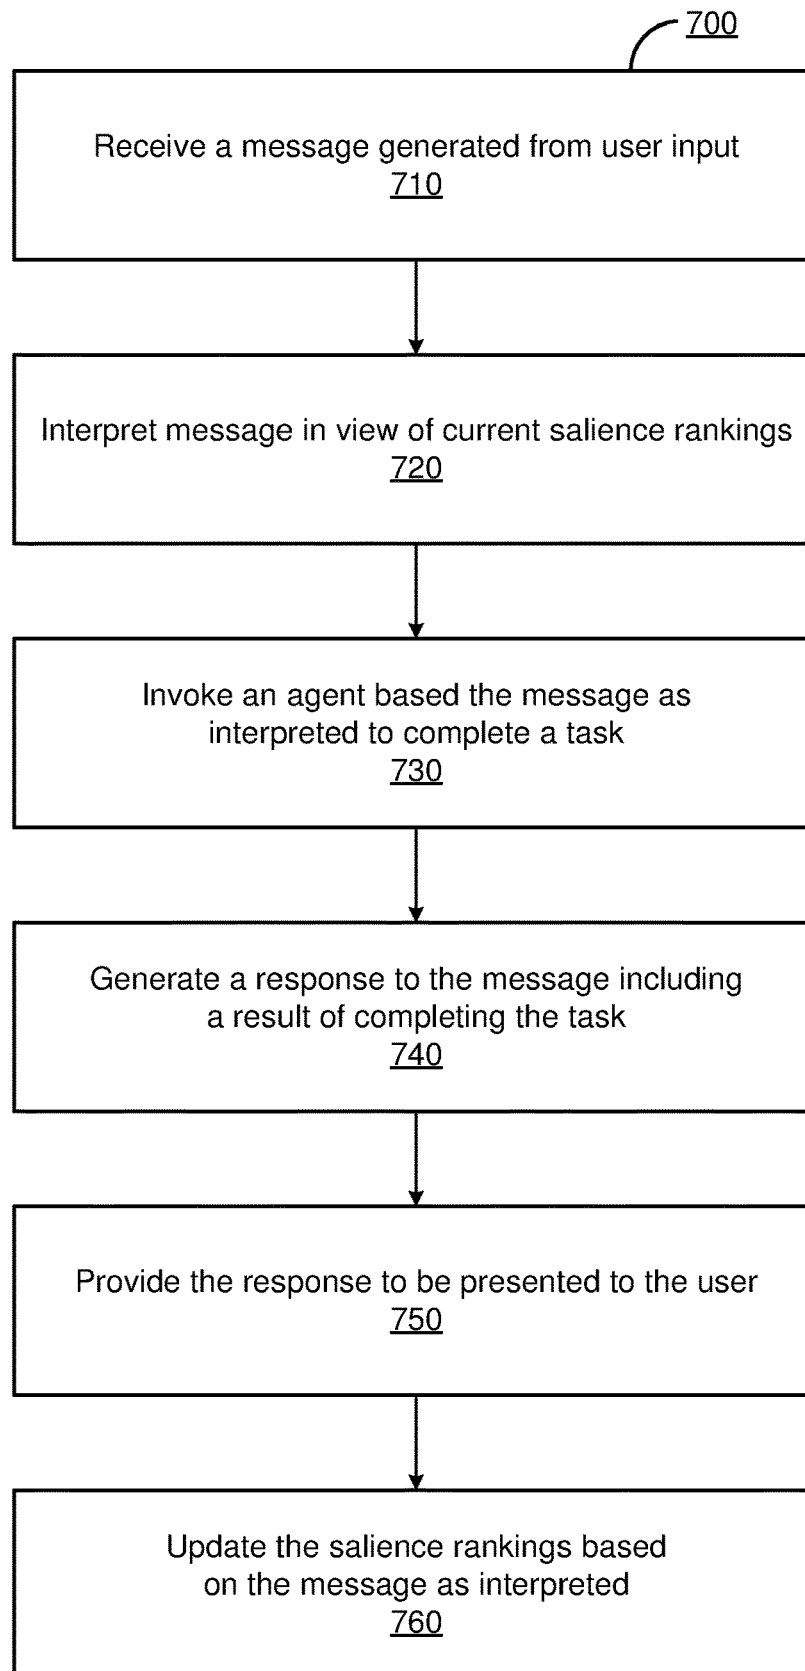 700
Receive a message generated from user input
710
Interpret message in view of current salience rankings
720
Invoke an agent based the message as
interpreted to complete a task
730
Generate a response to the message including
a result of completing the task
740
Provide the response to be presented to the user
750
Update the salience rankings based
on the message as interpreted
760